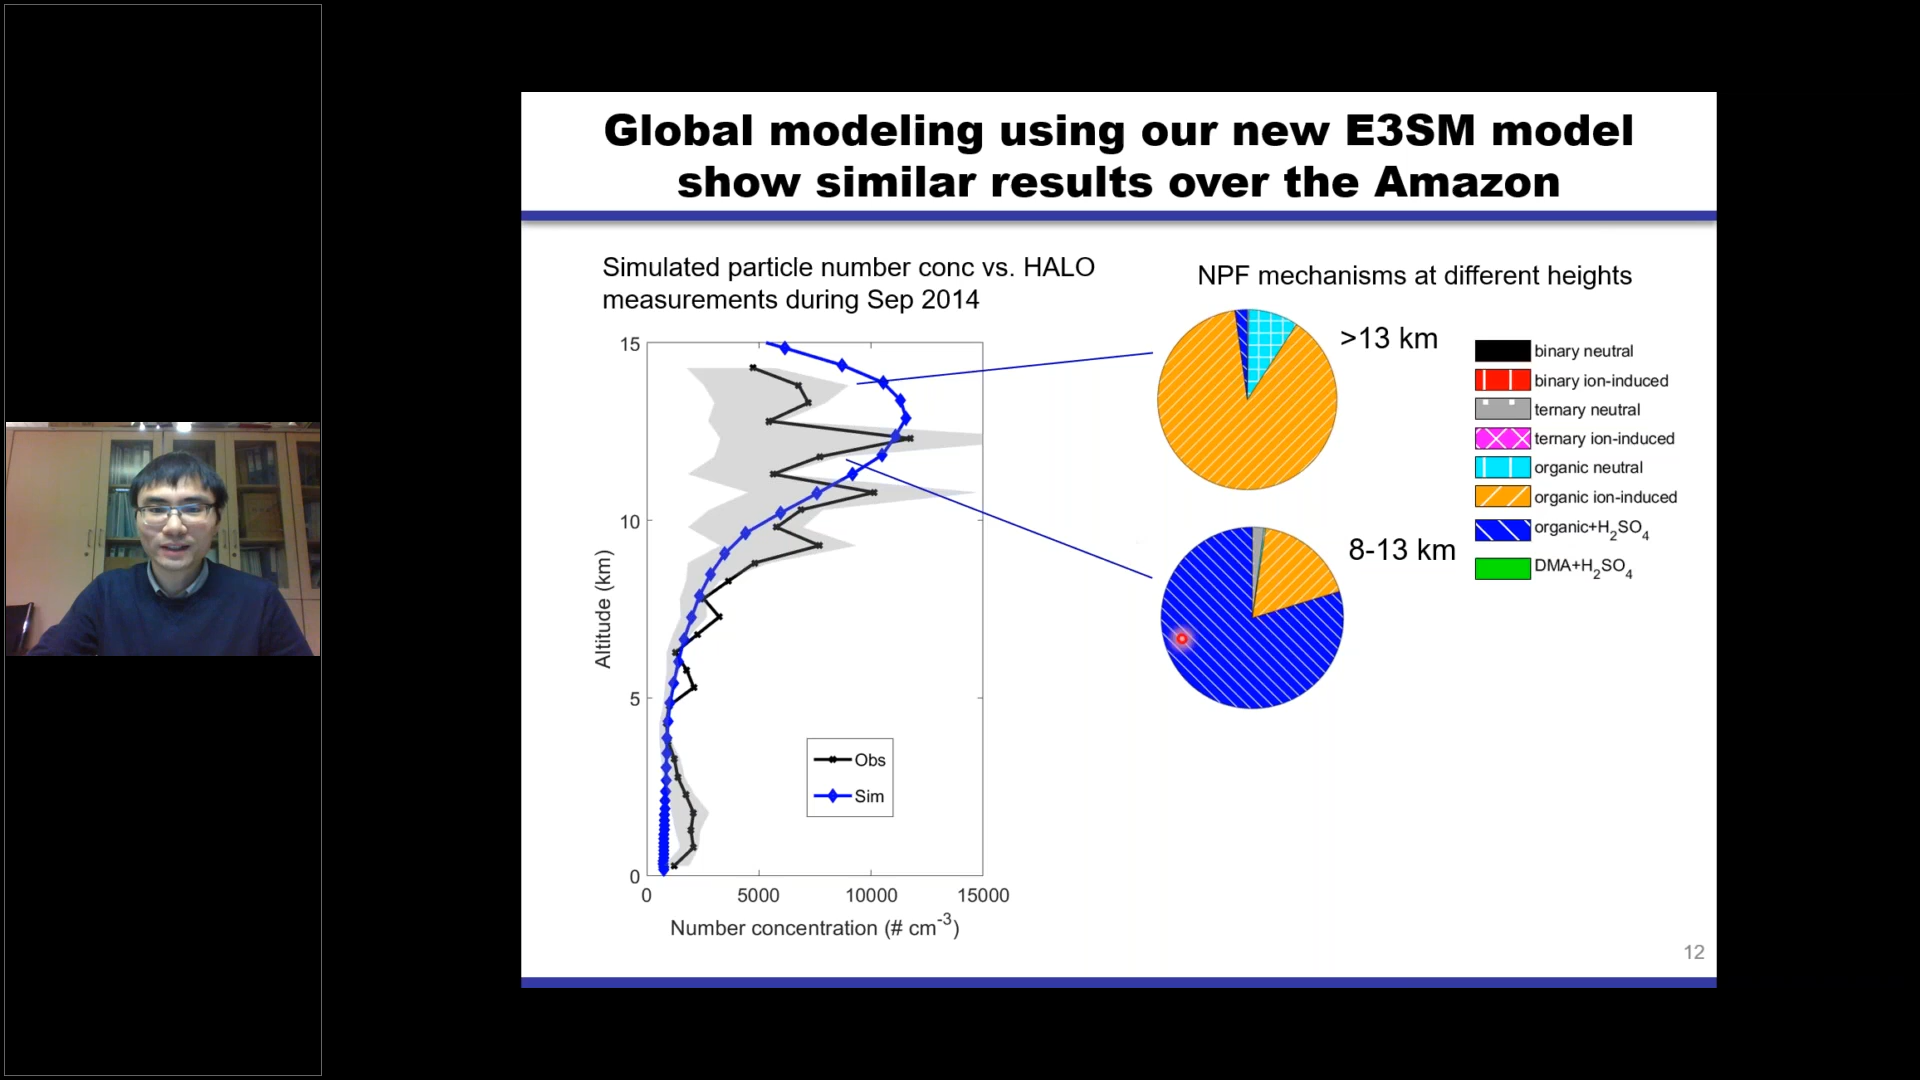 Global modeling using our new E3SM model
show similar results over the Amazon
Simulated particle number conc vs. HALO
measurements during Sep 2014
NPF mechanisms at different heights
>13 km
8-13 km
binary neutral
binary ion-induced
ternary neutral
ternary ion-induced
organic neutral
organic ion-induced
organic+H2SO4
DMA+H2SO4
15
10
5
0
Altitude (km)
Obs
Sim
0 5000 10000 15000
Number concentration (# cm-3)
12